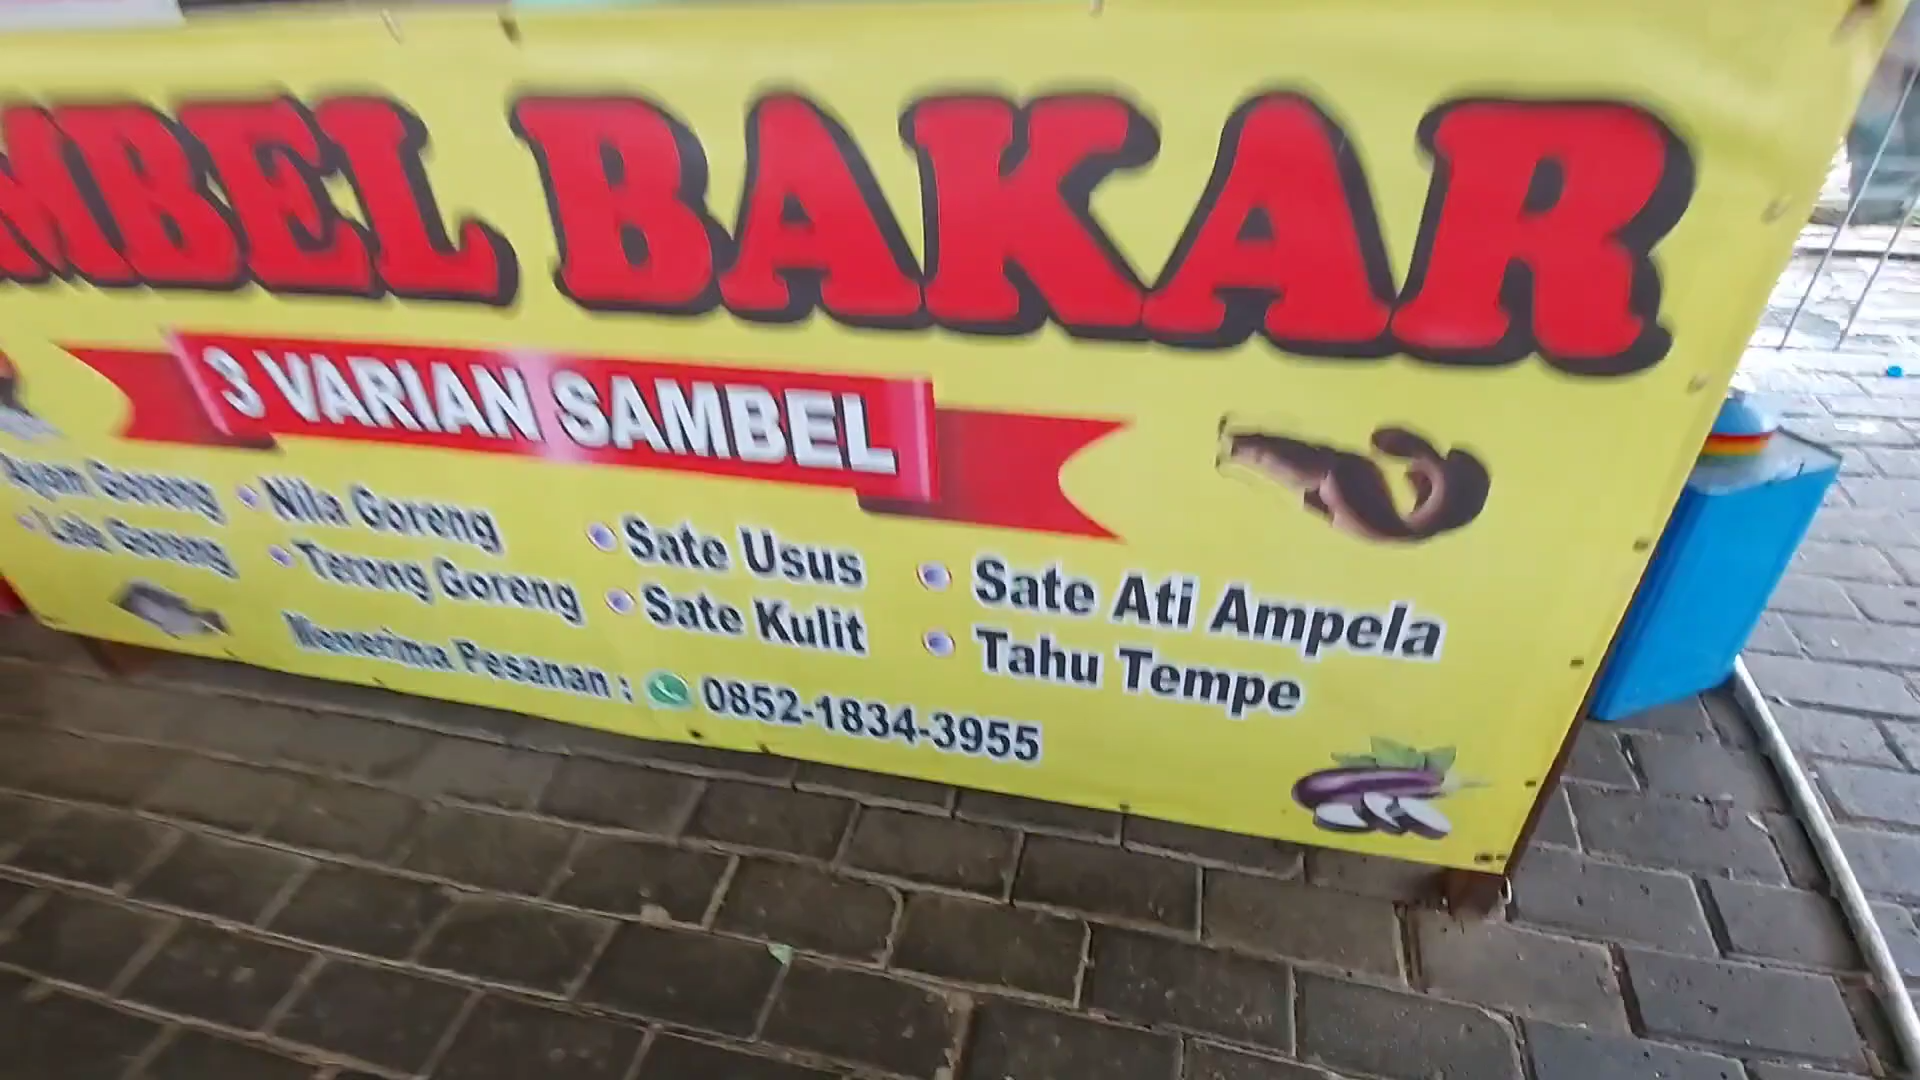 MBEL BAKAR
3 VARIAN SAMBEL
Ayam Goreng
Nila Goreng
Sate Usus
Sate Ati Ampela
Lele Goreng
Terong Goreng
Sate Kulit
Tahu Tempe
Menerima Pesanan : 0852-1834-3955